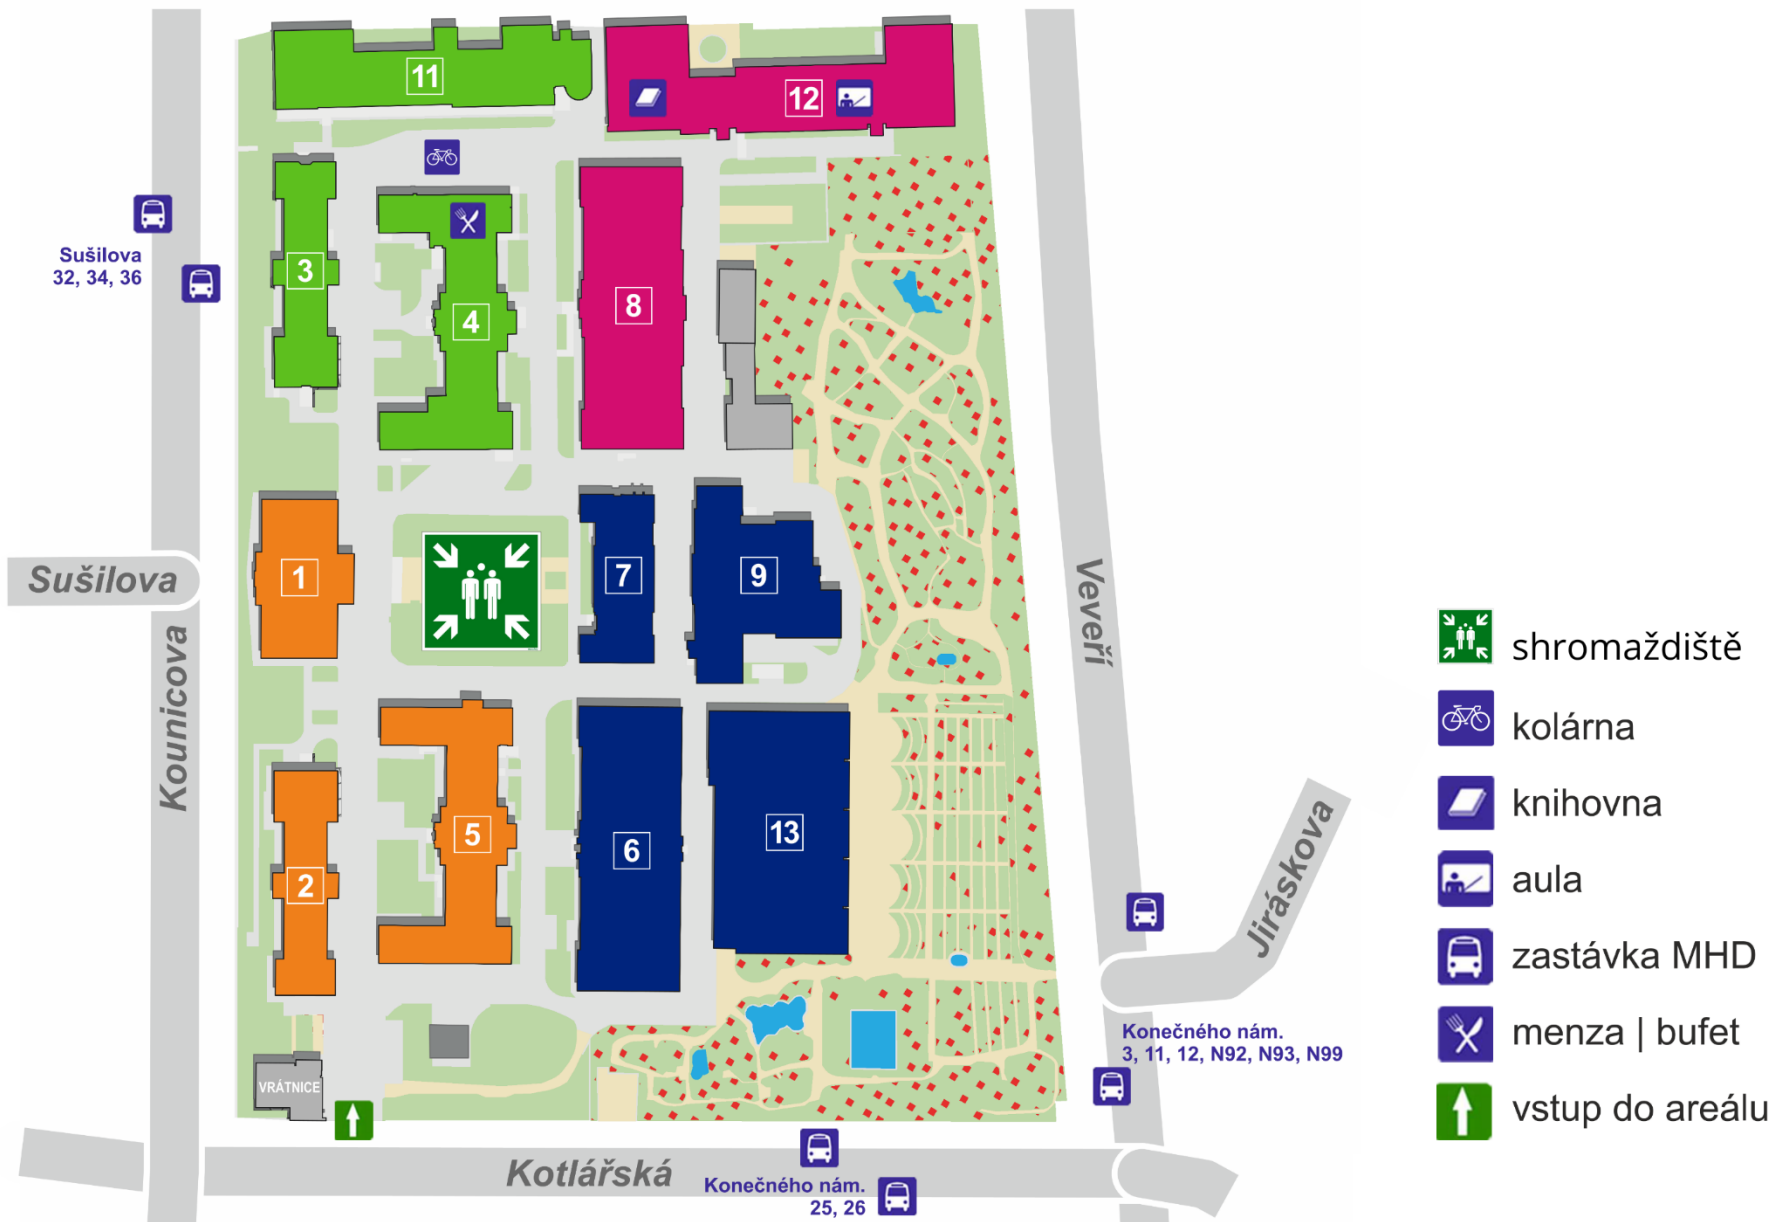 11
12
3
Sušilova
32, 34, 36
4
8
Sušilova
1
7
9
Kounicova
Veveří
2
5
6
13
Jiráskova
VRÁTNICE
Konečného nám.
3, 11, 12, N92, N93, N99
Kotlářská
Konečného nám.
25, 26
shromaždiště
kolárna
knihovna
aula
zastávka MHD
menza | bufet
vstup do areálu